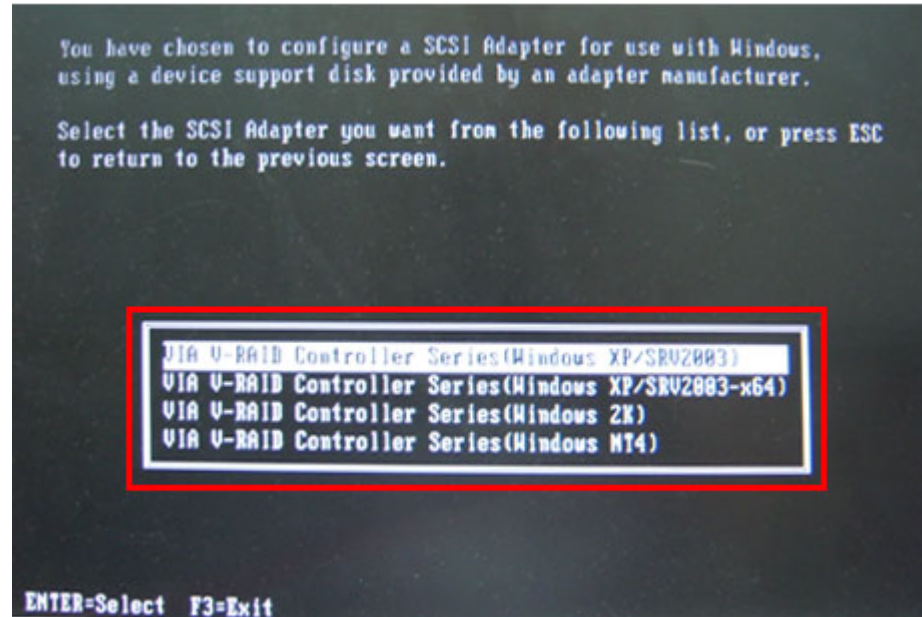 You have chosen to configure a SCSI Adapter for use with Windows,
using a device support disk provided by an adapter manufacturer.
Select the SCSI Adapter you want from the following list, or press ESC
to return to the previous screen.
VIA V-RAID Controller Series(Windows XP/SRV2003)
VIA V-RAID Controller Series(Windows XP/SRV2003-x64)
VIA V-RAID Controller Series(Windows 2K)
VIA V-RAID Controller Series(Windows NT4)
ENTER=Select F3=Exit